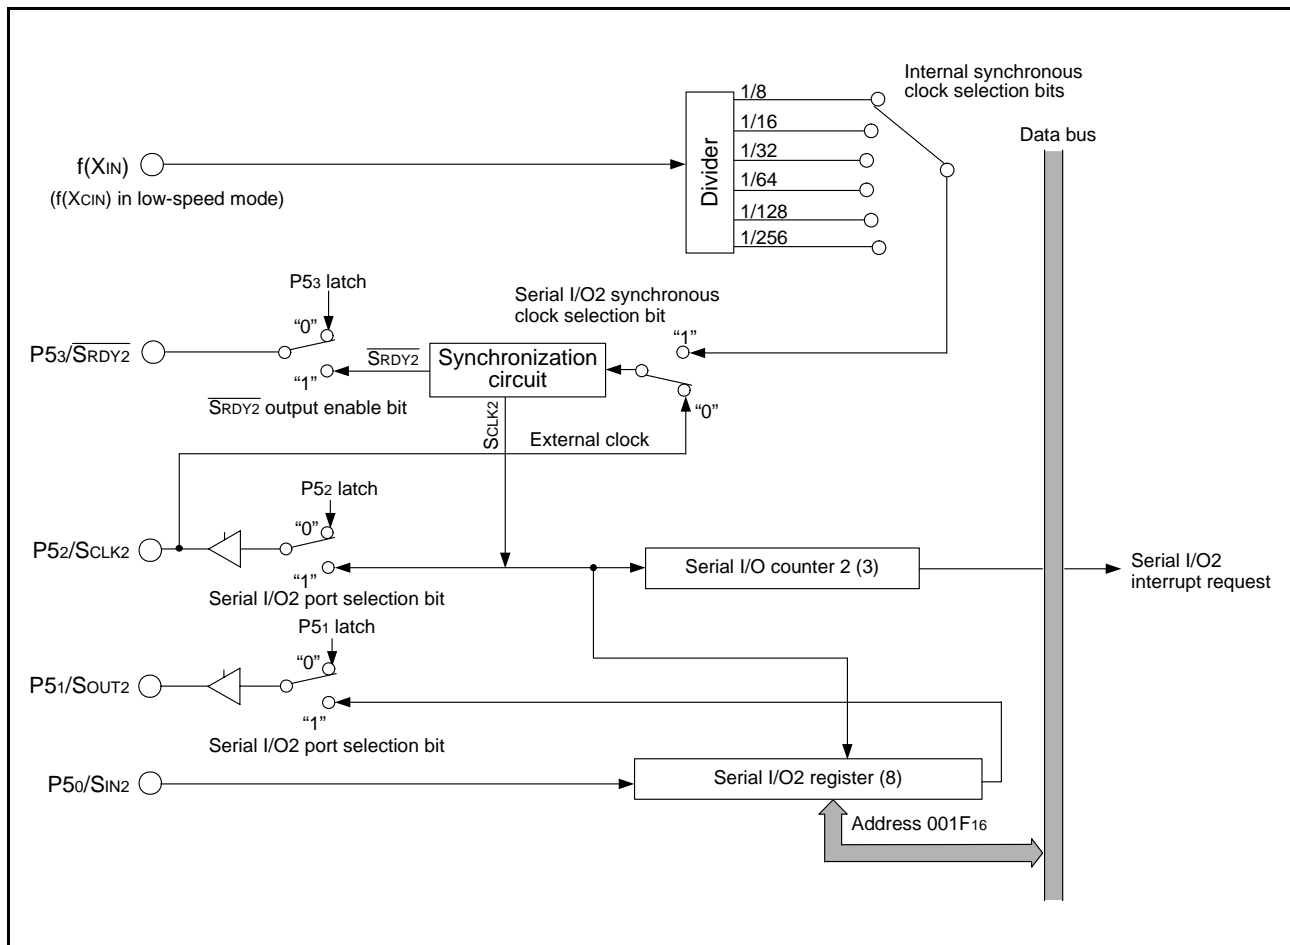 Internal synchronous
clock selection bits
1/8
1/16
1/32
1/64
1/128
1/256
Divider
Data bus
f(XIN)
(f(XCIN) in low-speed mode)
P53 latch
“0”
“1”
P53/SRDY2
SRDY2 output enable bit
SRDY2
Synchronization
circuit
Serial I/O2 synchronous
clock selection bit
“1”
“0”
SCLK2
External clock
P52 latch
“0”
“1”
P52/SCLK2
Serial I/O2 port selection bit
Serial I/O counter 2 (3)
Serial I/O2
interrupt request
P51 latch
“0”
“1”
P51/SOUT2
Serial I/O2 port selection bit
P50/SIN2
Serial I/O2 register (8)
Address 001F16